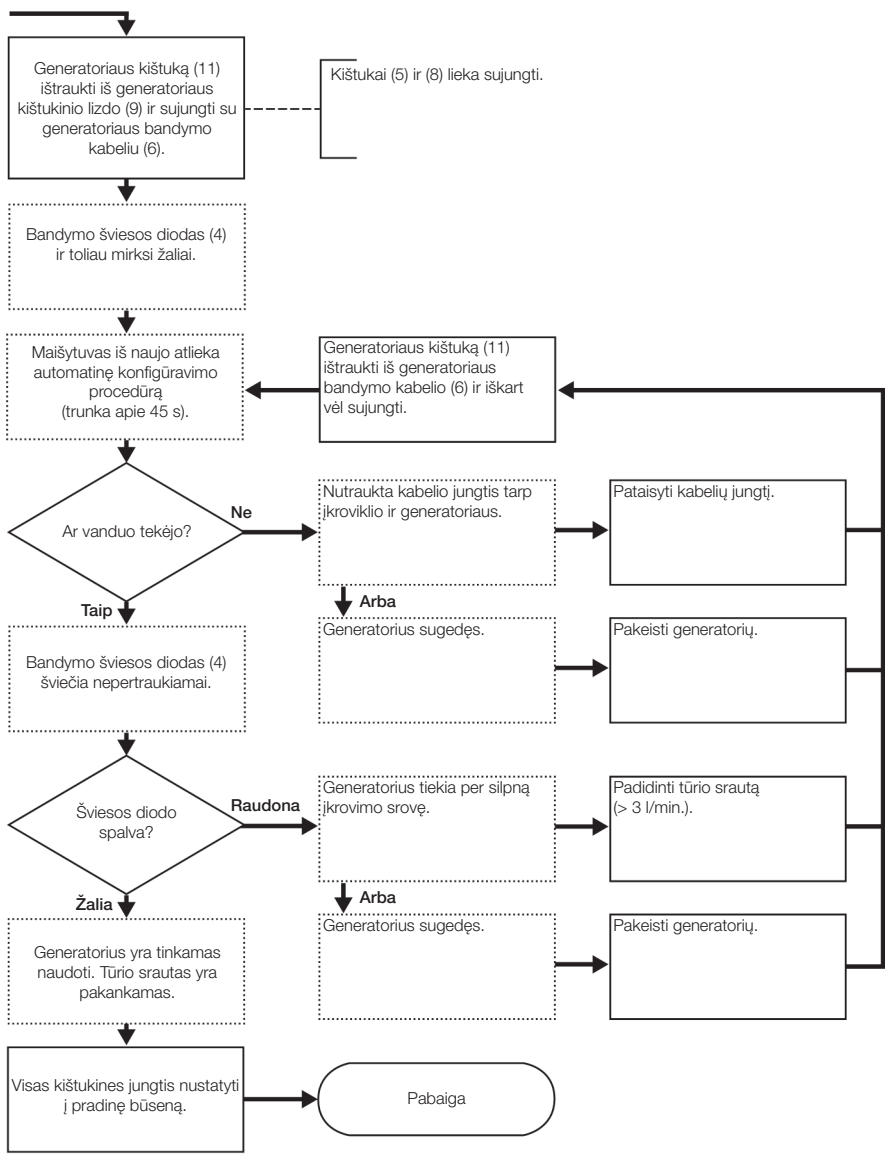 Generatoriaus kištuką (11)
ištraukti iš generatoriaus
kištukinio lizdo (9) ir sujungti su
generatoriaus bandymo
kabeliu (6).
Kištukai (5) ir (8) lieka sujungti.
Bandymo šviesos diodas (4)
ir toliau mirksi žaliai.
Maišytuvas iš naujo atlieka
automatinę konfigūravimo
procedūrą
(trunka apie 45 s).
Generatoriaus kištuką (11)
ištraukti iš generatoriaus
bandymo kabelio (6) ir iškart
vėl sujungti.
Ar vanduo tekėjo?
Ne
Nutraukta kabelio jungtis tarp
įkroviklio ir generatoriaus.
Pataisyti kabelių jungtį.
Taip
Arba
Generatorius sugedęs.
Pakeisti generatorių.
Bandymo šviesos diodas (4)
šviečia nepertraukiamai.
Šviesos diodo
spalva?
Raudona
Generatorius tiekia per silpną
įkrovimo srovę.
Padidinti tūrio srautą
(> 3 l/min.).
Žalia
Arba
Generatorius sugedęs.
Pakeisti generatorių.
Generatorius yra tinkamas
naudoti. Tūrio srautas yra
pakankamas.
Visas kištukines jungtis nustatyti
į pradinę būseną.
Pabaiga